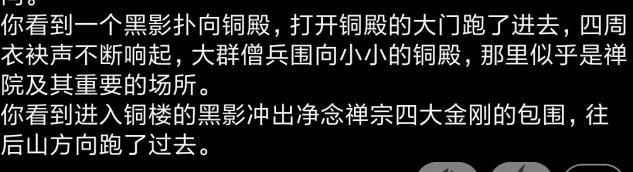 你看到一个黑影扑向铜殿，打开铜殿的大门跑了进去，四周
衣袂声不断响起，大群僧兵围向小小的铜殿，那里似乎是禅
院及其重要的场所。
你看到进入铜楼的黑影冲出净念禅宗四大金刚的包围，往
后山方向跑了过去。